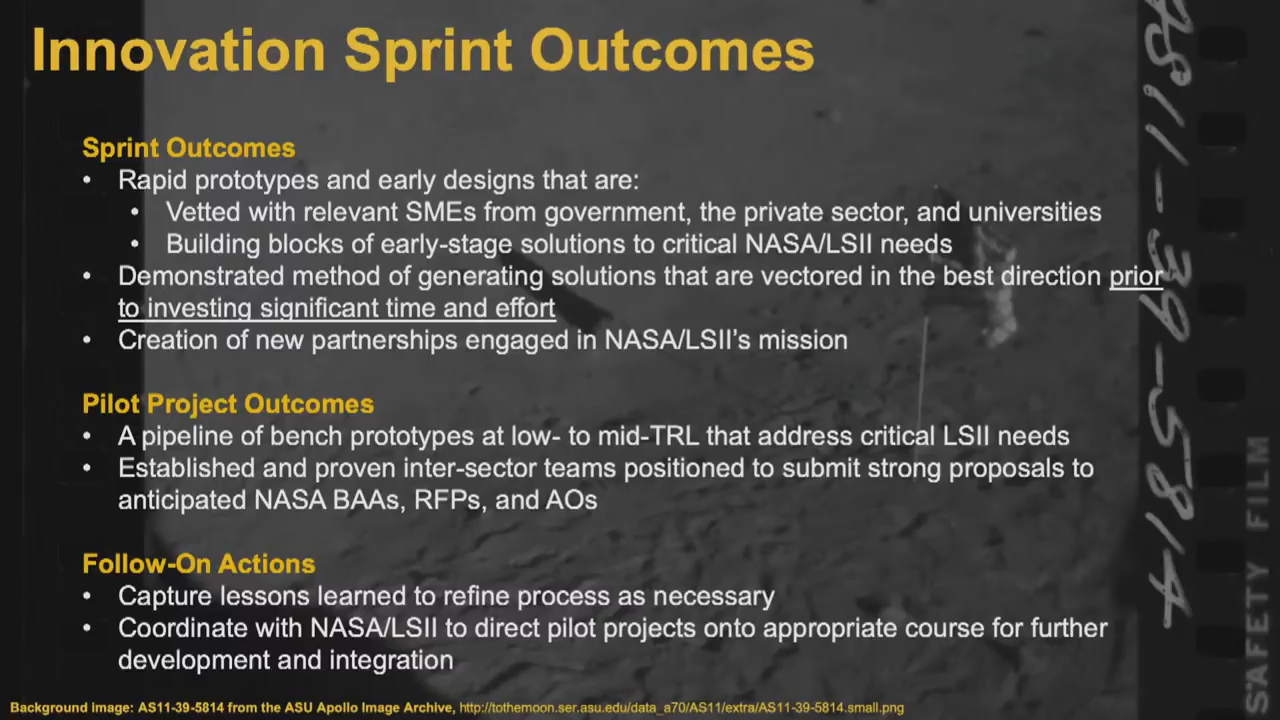 Innovation Sprint Outcomes
Sprint Outcomes
• Rapid prototypes and early designs that are:
• Vetted with relevant SMEs from government, the private sector, and universities
• Building blocks of early-stage solutions to critical NASA/LSII needs
• Demonstrated method of generating solutions that are vectored in the best direction prior
to investing significant time and effort
• Creation of new partnerships engaged in NASA/LSII's mission
Pilot Project Outcomes
• A pipeline of bench prototypes at low- to mid-TRL that address critical LSII needs
• Established and proven inter-sector teams positioned to submit strong proposals to
anticipated NASA BAAs, RFPs, and AOs
Follow-On Actions
• Capture lessons learned to refine process as necessary
• Coordinate with NASA/LSII to direct pilot projects onto appropriate course for further
development and integration
Background image: AS11-39-5814 from the ASU Apollo Image Archive, http://tothemoon.ser.asu.edu/data_a70/AS11/extra/AS11-39-5814.small.png
AS11-39-5814
SAFETY FILM